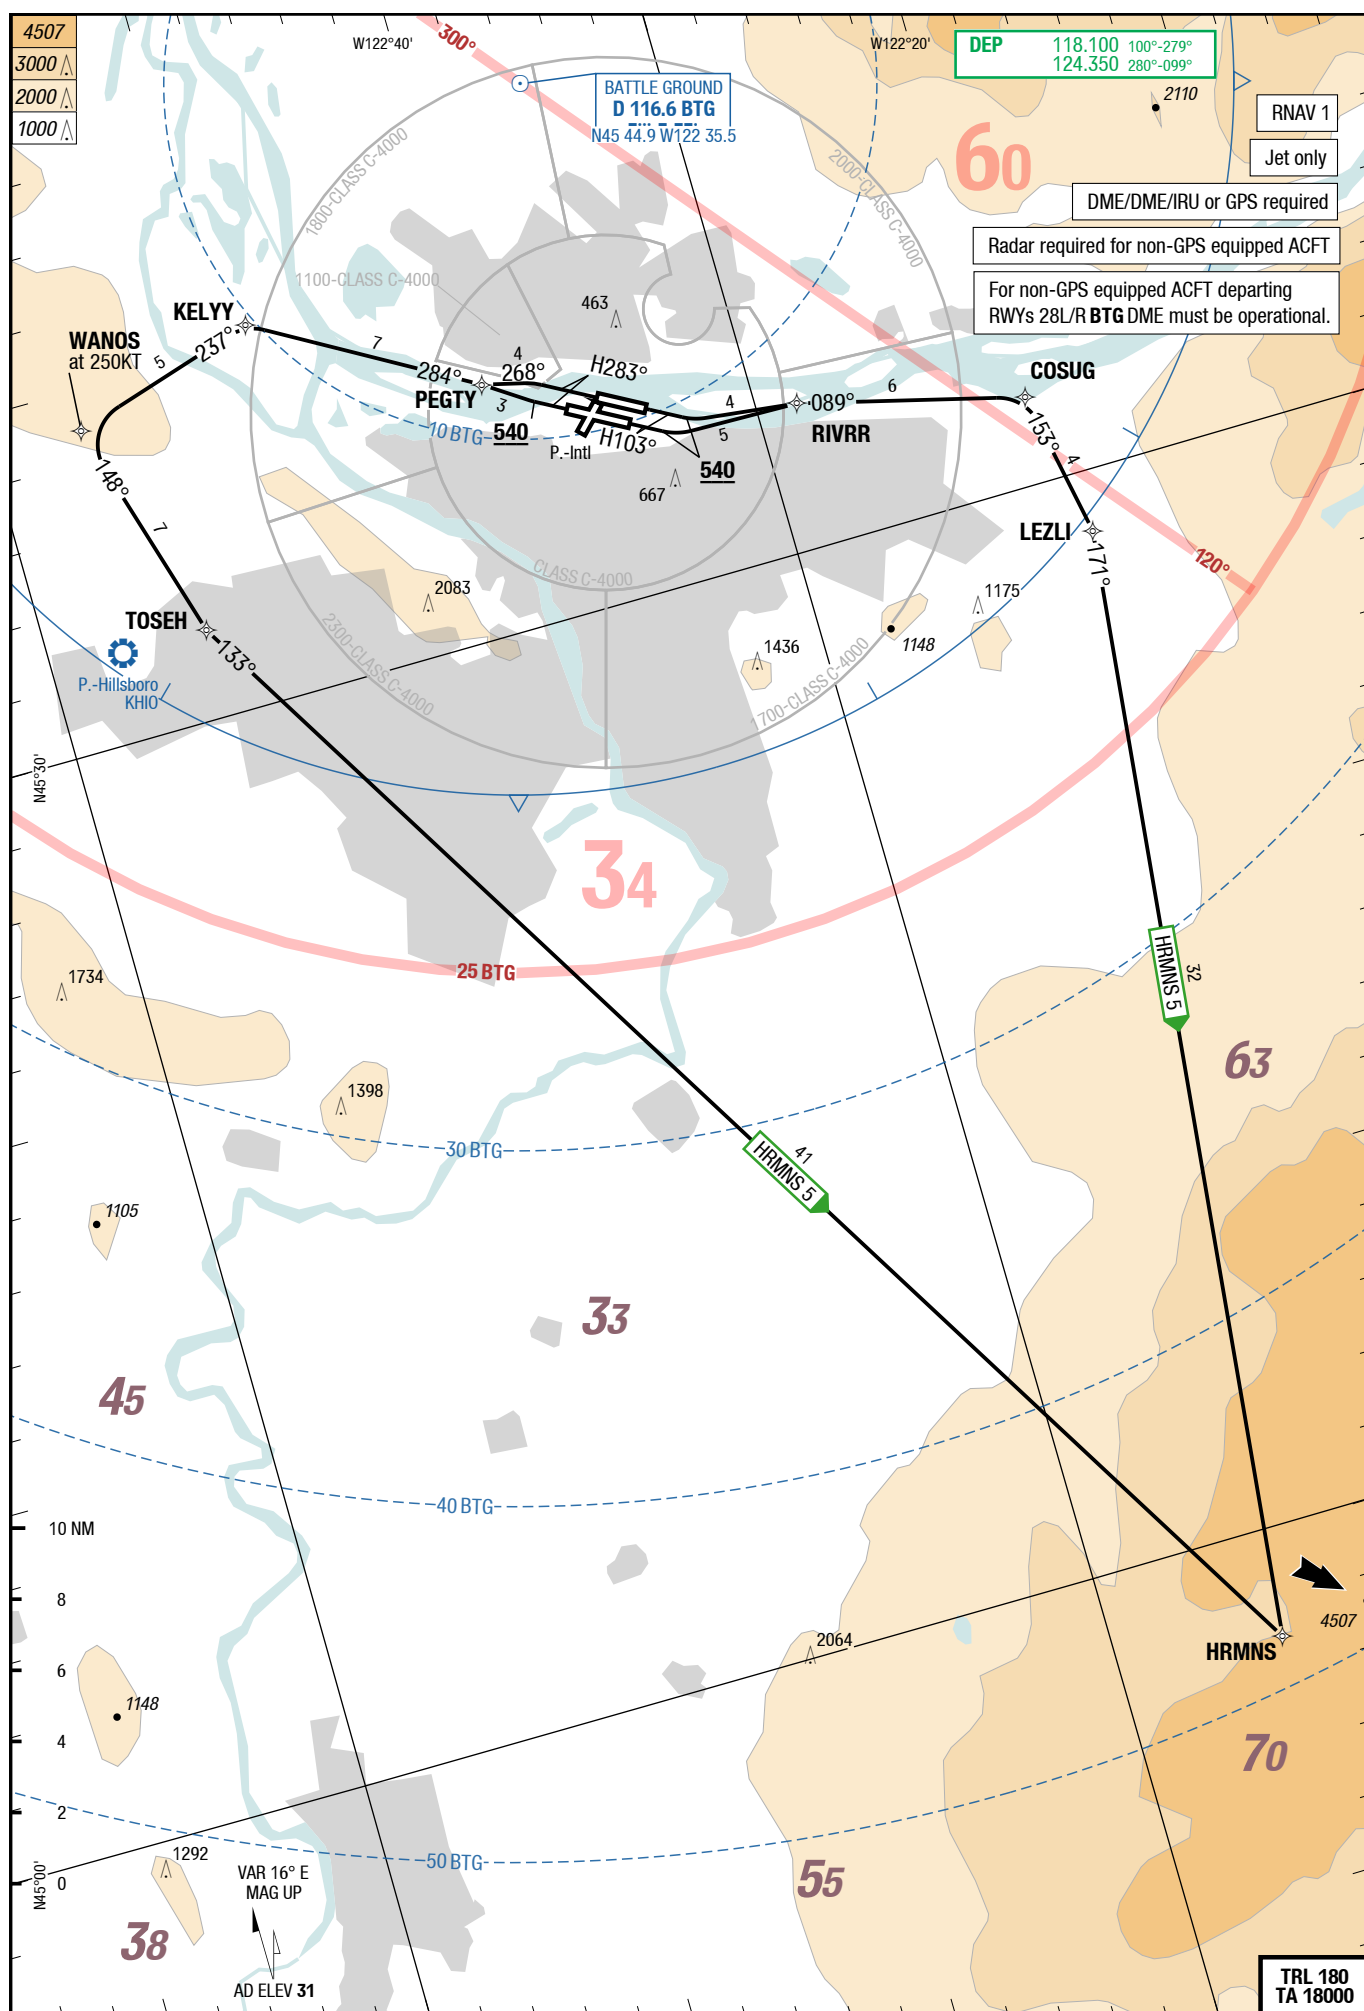 4507
3000
2000
1000
W122°40'
300°
W122°20'
DEP 118.100 100°-279°
124.350 280°-099°
BATTLE GROUND
D 116.6 BTG
N45 44.9 W122 35.5
2110
60
RNAV 1
Jet only
DME/DME/IRU or GPS required
Radar required for non-GPS equipped ACFT
For non-GPS equipped ACFT departing
RWYs 28L/R BTG DME must be operational.
1800-CLASS C-4000
2000-CLASS C-4000
1100-CLASS C-4000
463
KELYY
WANOS
at 250KT
237°
5
7
284°
PEGTY
4
268°
H283°
3
540
10 BTG
P.-Intl
H103°
4
5
540
667
RIVRR
089°
6
COSUG
153°
4
LEZLI
171°
120°
148°
7
TOSEH
133°
P.-Hillsboro
KHIO
2083
CLASS C-4000
2300-CLASS C-4000
1700-CLASS C-4000
1436
1148
1175
N45°30'
34
25 BTG
1734
1398
30 BTG
HRMNS 5
32
63
HRMNS 5
41
1105
33
45
40 BTG
10 NM
8
6
4
2
0
1148
2064
HRMNS
4507
70
50 BTG
55
1292
N45°00'
38
VAR 16° E
MAG UP
AD ELEV 31
TRL 180
TA 18000